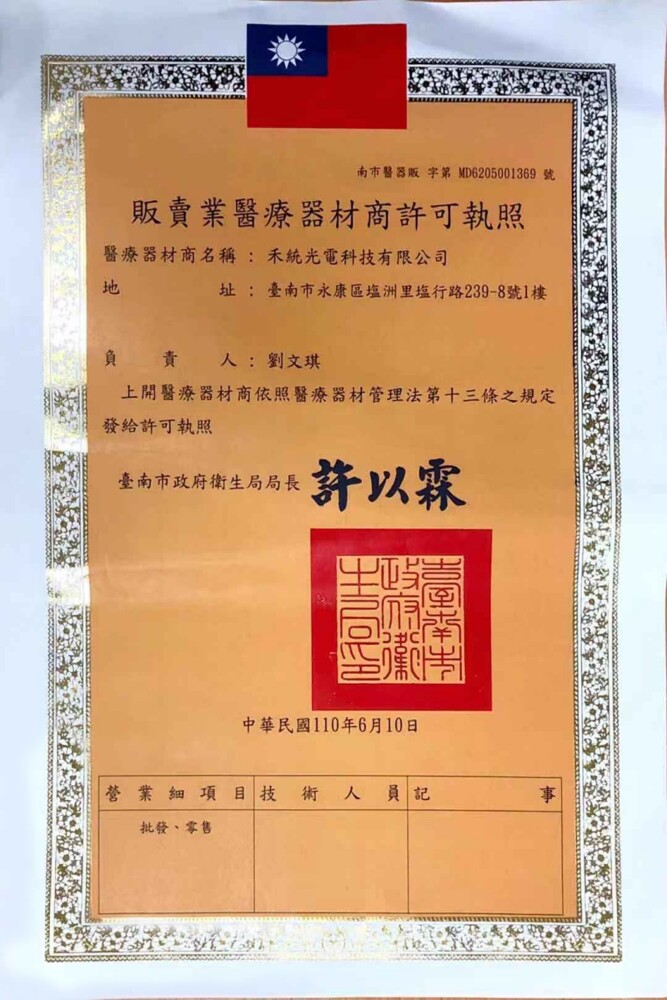 南市醫器販 字第 MD6205001369 號
販賣業醫療器材商許可執照
醫療器材商名稱：禾統光電科技有限公司
地址：臺南市永康區塩洲里塩行路239-8號1樓
負責人：劉文琪
上開醫療器材商依照醫療器材管理法第十三條之規定
發給許可執照
臺南市政府衛生局局長 許以霖
臺南市政府衛生局印
中華民國110年6月10日
營業細項目 技術人員 記事
批發、零售